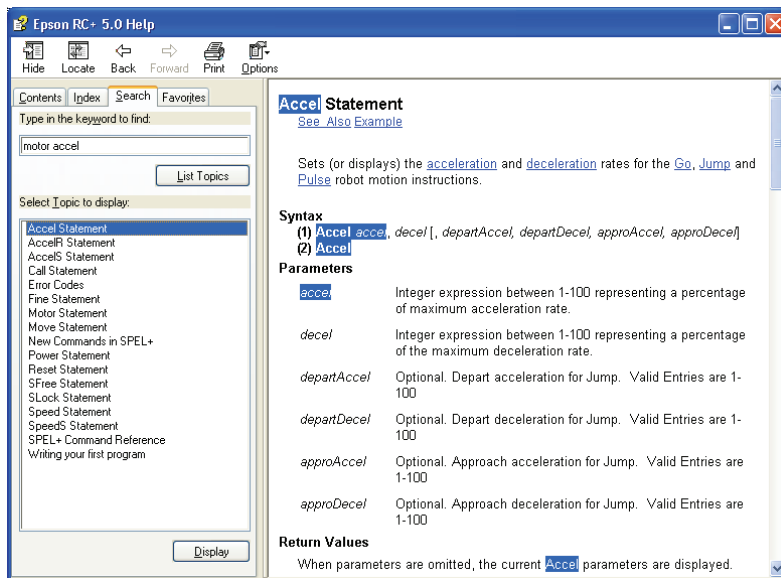 Epson RC+ 5.0 Help
Hide Locate Back Forward Print Options
Contents Index Search Favorites
Type in the keyword to find:
motor accel
List Topics
Select Topic to display:
Accel Statement
AccelR Statement
AccelS Statement
Call Statement
Error Codes
Fine Statement
Motor Statement
Move Statement
New Commands in SPEL+
Power Statement
Reset Statement
SFree Statement
SLock Statement
Speed Statement
SpeedS Statement
SPEL+ Command Reference
Writing your first program
Display
Accel Statement
See Also Example
Sets (or displays) the acceleration and deceleration rates for the Go, Jump and
Pulse robot motion instructions.
Syntax
(1) Accel accel, decel [, departAccel, departDecel, approAccel, approDecel]
(2) Accel
Parameters
accel Integer expression between 1-100 representing a percentage
of maximum acceleration rate.
decel Integer expression between 1-100 representing a percentage
of the maximum deceleration rate.
departAccel Optional. Depart acceleration for Jump. Valid Entries are 1-
100
departDecel Optional. Depart deceleration for Jump. Valid Entries are 1-
100
approAccel Optional. Approach acceleration for Jump. Valid Entries are
1-100
approDecel Optional. Approach deceleration for Jump. Valid Entries are
1-100
Return Values
When parameters are omitted, the current Accel parameters are displayed.